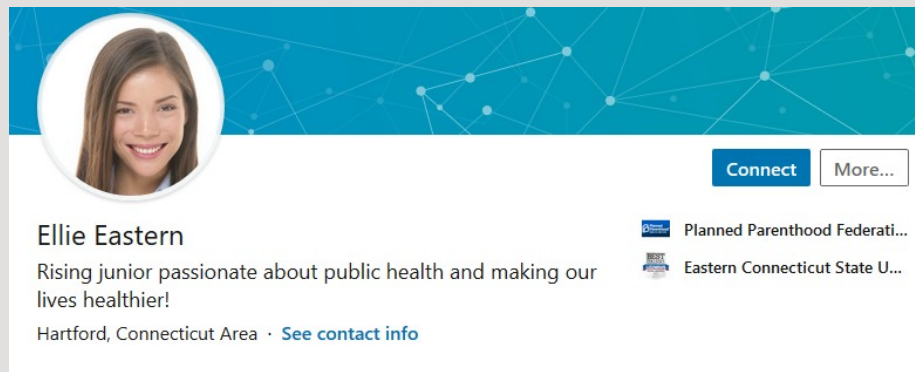 Connect
More...
Ellie Eastern
Rising junior passionate about public health and making our
lives healthier!
Hartford, Connecticut Area · See contact info
Planned Parenthood Federati...
Eastern Connecticut State U...
BEST